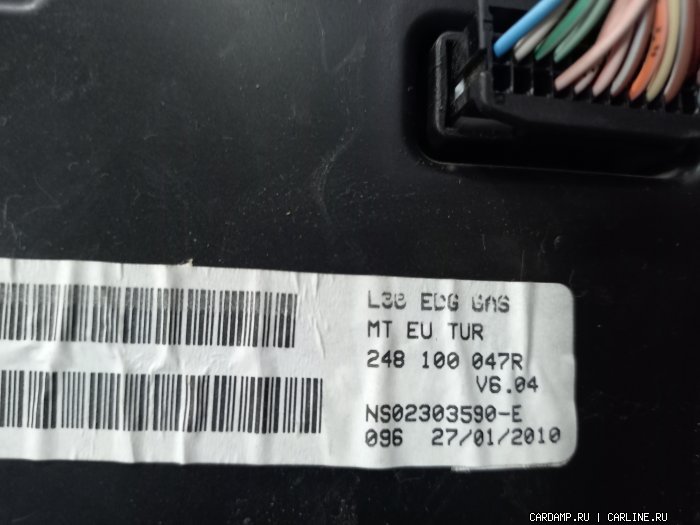 L38 EDG GAS
MT EU TUR
248 100 047R
V6.04
NS02303590-E
096 27/01/2010
CARDAMP.RU | CARLINE.RU